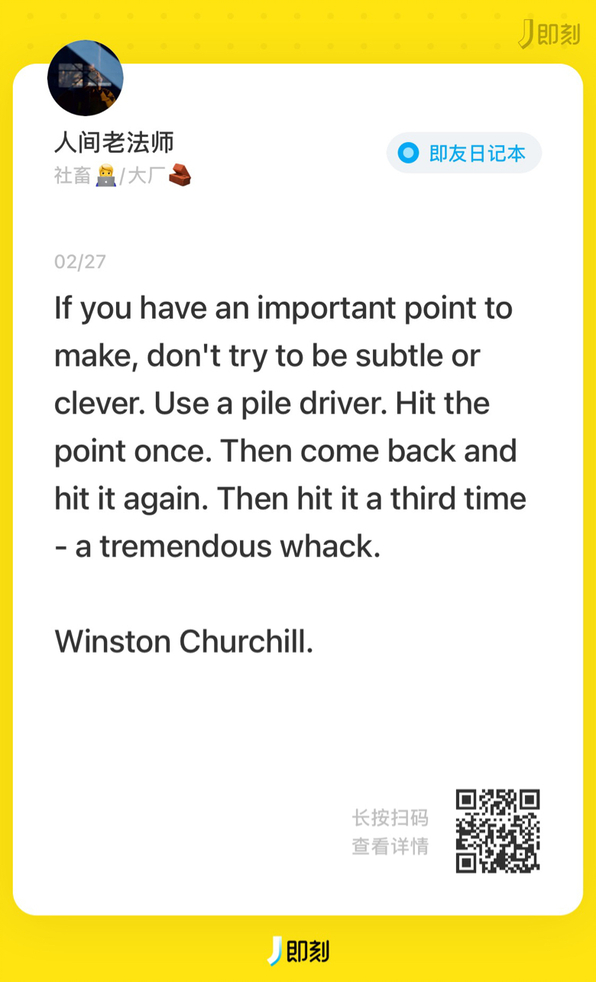 即刻
人间老法师
社畜🧑‍💻/大厂🧱
即友日记本
02/27
If you have an important point to
make, don't try to be subtle or
clever. Use a pile driver. Hit the
point once. Then come back and
hit it again. Then hit it a third time
- a tremendous whack.
Winston Churchill.
长按扫码
查看详情
即刻